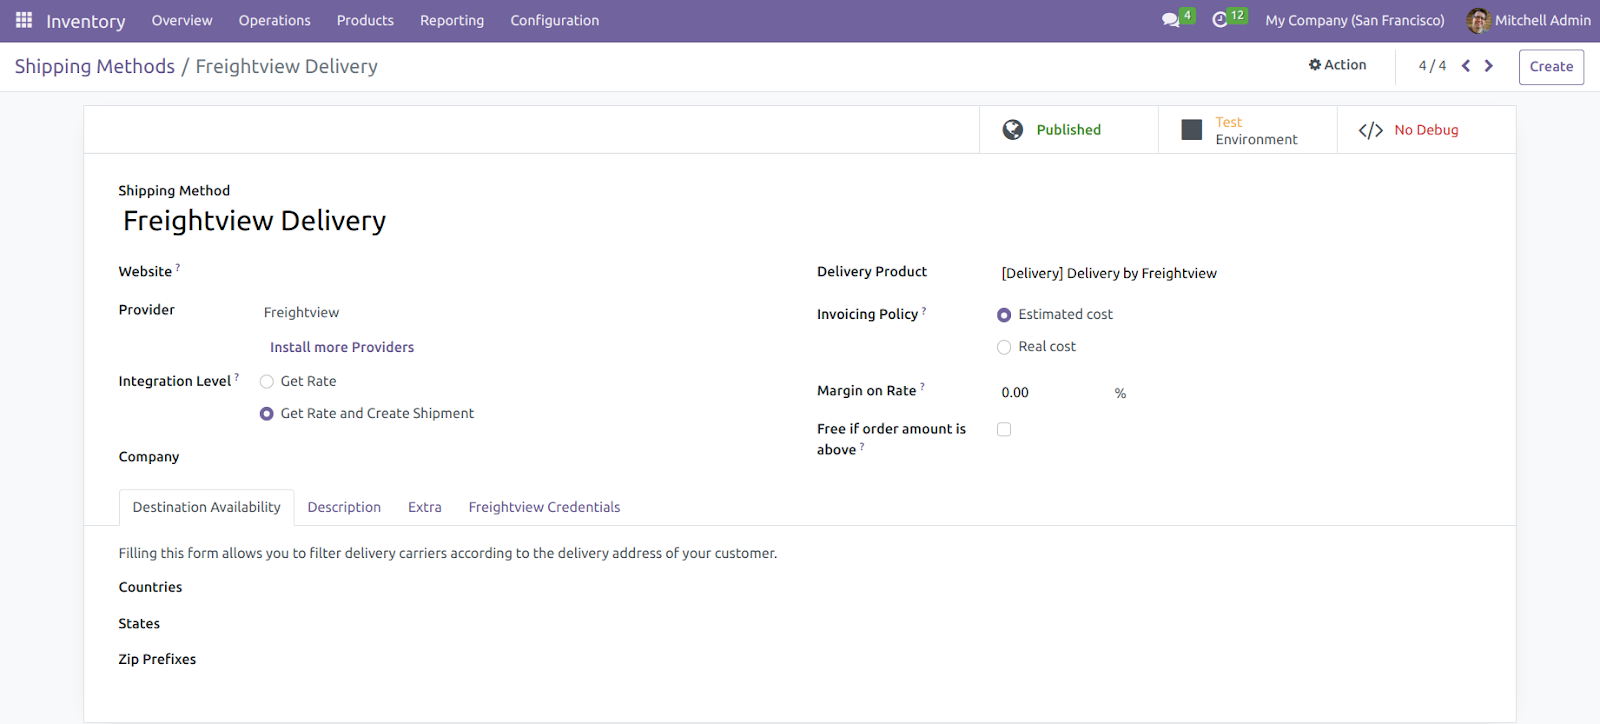 Inventory Overview Operations Products Reporting Configuration 4 12 My Company (San Francisco) Mitchell Admin
Shipping Methods / Freightview Delivery Action 4 / 4 Create
Published Test Environment </> No Debug
Shipping Method
Freightview Delivery
Website ?
Provider Freightview
Install more Providers
Integration Level ? Get Rate
Get Rate and Create Shipment
Company
Delivery Product [Delivery] Delivery by Freightview
Invoicing Policy ? Estimated cost
Real cost
Margin on Rate ? 0.00 %
Free if order amount is
above ?
Destination Availability Description Extra Freightview Credentials
Filling this form allows you to filter delivery carriers according to the delivery address of your customer.
Countries
States
Zip Prefixes